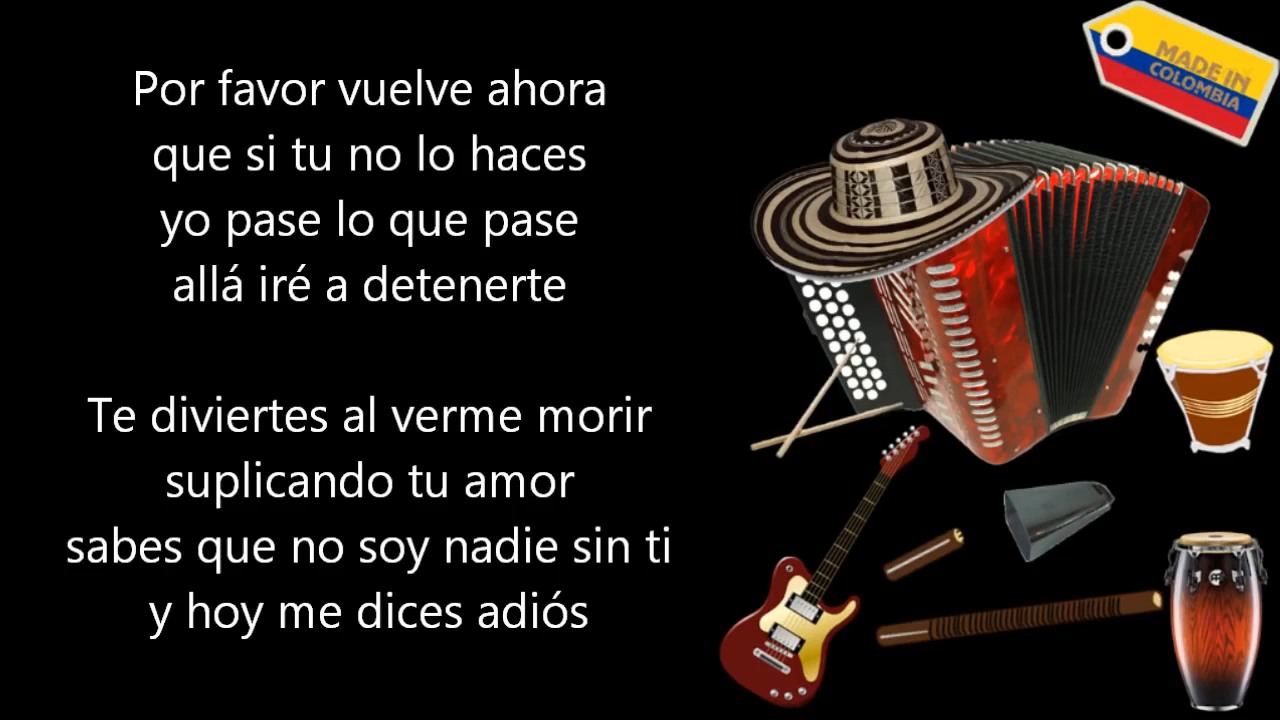 Por favor vuelve ahora
que si tu no lo haces
yo pase lo que pase
allá iré a detenerte
Te diviertes al verme morir
suplicando tu amor
sabes que no soy nadie sin ti
y hoy me dices adiós
MADE IN
COLOMBIA